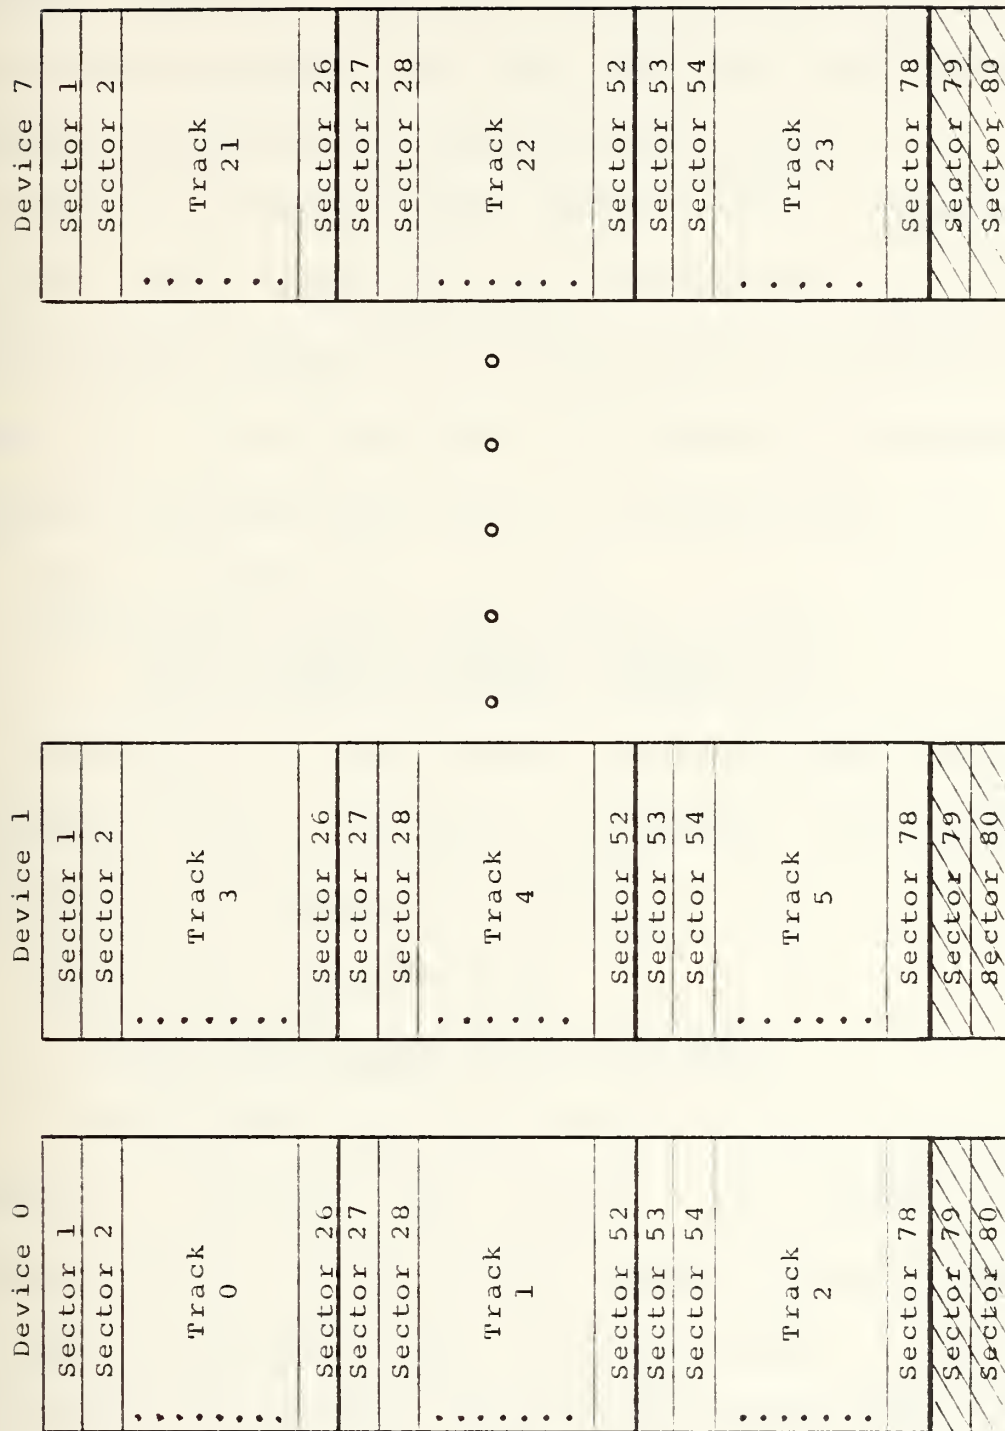 Device 0
Sector 1
Sector 2
Track
0
Sector 26
Sector 27
Sector 28
Track
1
Sector 52
Sector 53
Sector 54
Track
2
Sector 78
Sector 79
Sector 80
Device 1
Sector 1
Sector 2
Track
3
Sector 26
Sector 27
Sector 28
Track
4
Sector 52
Sector 53
Sector 54
Track
5
Sector 78
Sector 79
Sector 80
Device 7
Sector 1
Sector 2
Track
21
Sector 26
Sector 27
Sector 28
Track
22
Sector 52
Sector 53
Sector 54
Track
23
Sector 78
Sector 79
Sector 80